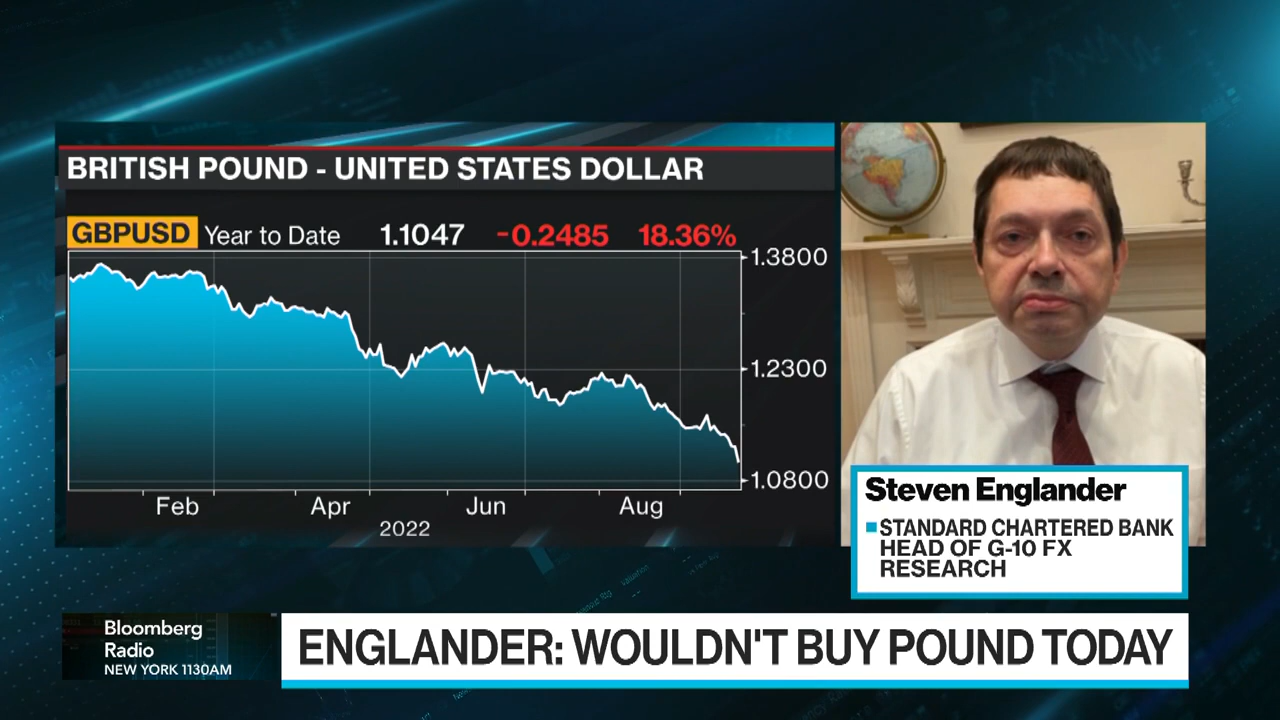 BRITISH POUND - UNITED STATES DOLLAR
GBPUSD Year to Date 1.1047 -0.2485 18.36%
1.3800
1.2300
1.0800
Feb Apr Jun Aug
2022
Steven Englander
STANDARD CHARTERED BANK
HEAD OF G-10 FX
RESEARCH
Bloomberg
Radio
NEW YORK 1130AM
ENGLANDER: WOULDN'T BUY POUND TODAY